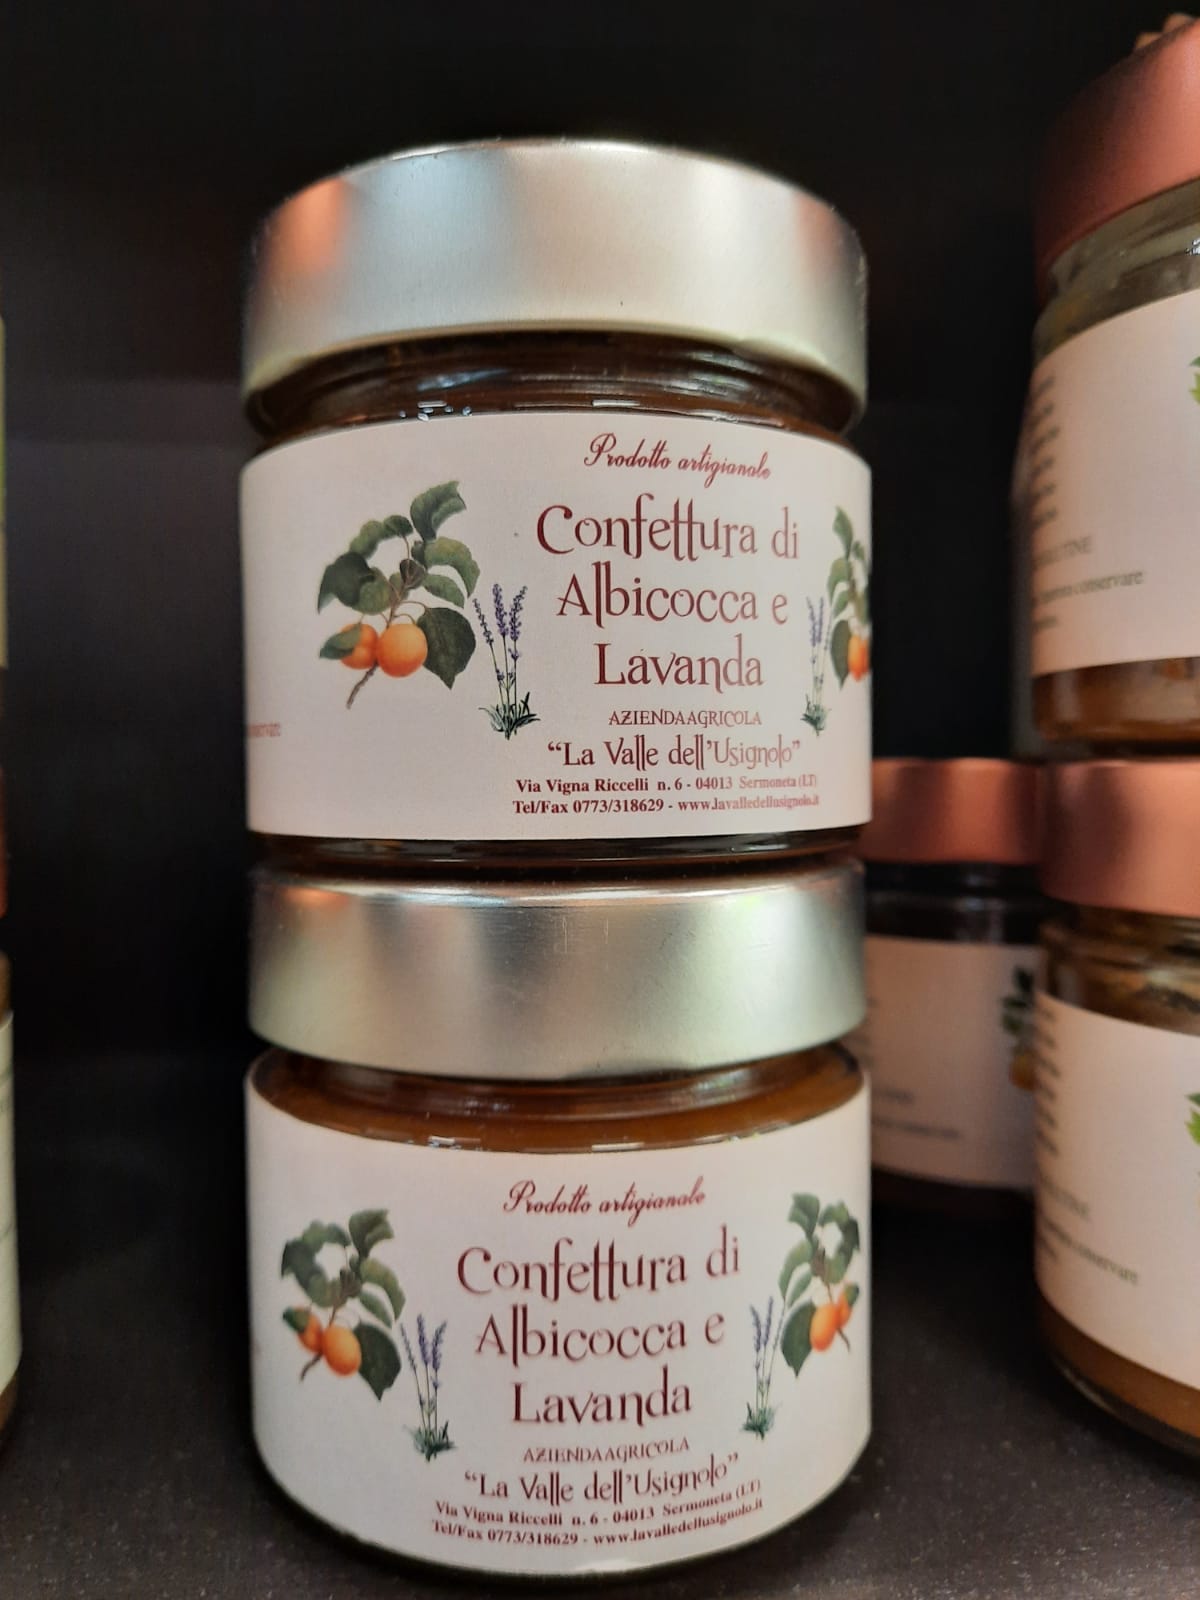 Prodotto artigianale
Confettura di
Albicocca e
Lavanda
AZIENDA AGRICOLA
“La Valle dell’Usignolo”
Via Vigna Riccelli n. 6 - 04013 Sermoneta (LT)
Tel/Fax 0773/318629 - www.lavalledellusignolo.it
Prodotto artigianale
Confettura di
Albicocca e
Lavanda
AZIENDA AGRICOLA
“La Valle dell’Usignolo”
Via Vigna Riccelli n. 6 - 04013 Sermoneta (LT)
Tel/Fax 0773/318629 - www.lavalledellusignolo.it
conservare
conservare